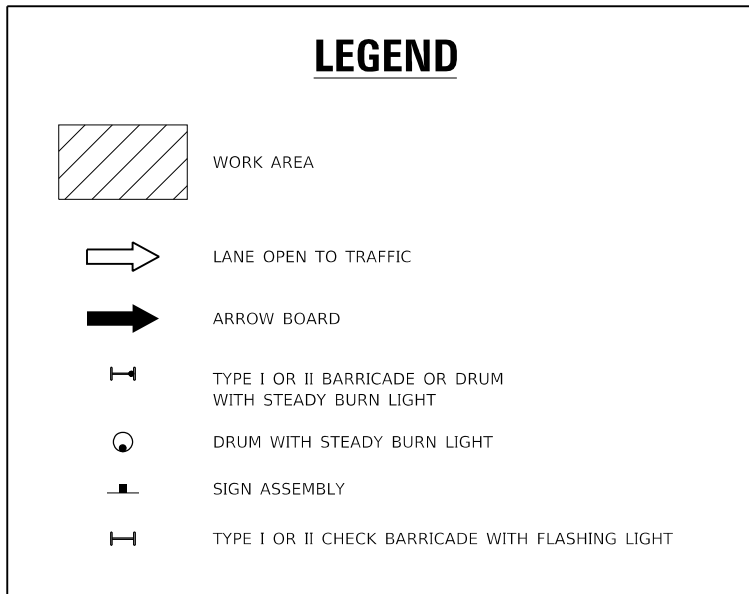 LEGEND
WORK AREA
LANE OPEN TO TRAFFIC
ARROW BOARD
TYPE I OR II BARRICADE OR DRUM
WITH STEADY BURN LIGHT
DRUM WITH STEADY BURN LIGHT
SIGN ASSEMBLY
TYPE I OR II CHECK BARRICADE WITH FLASHING LIGHT